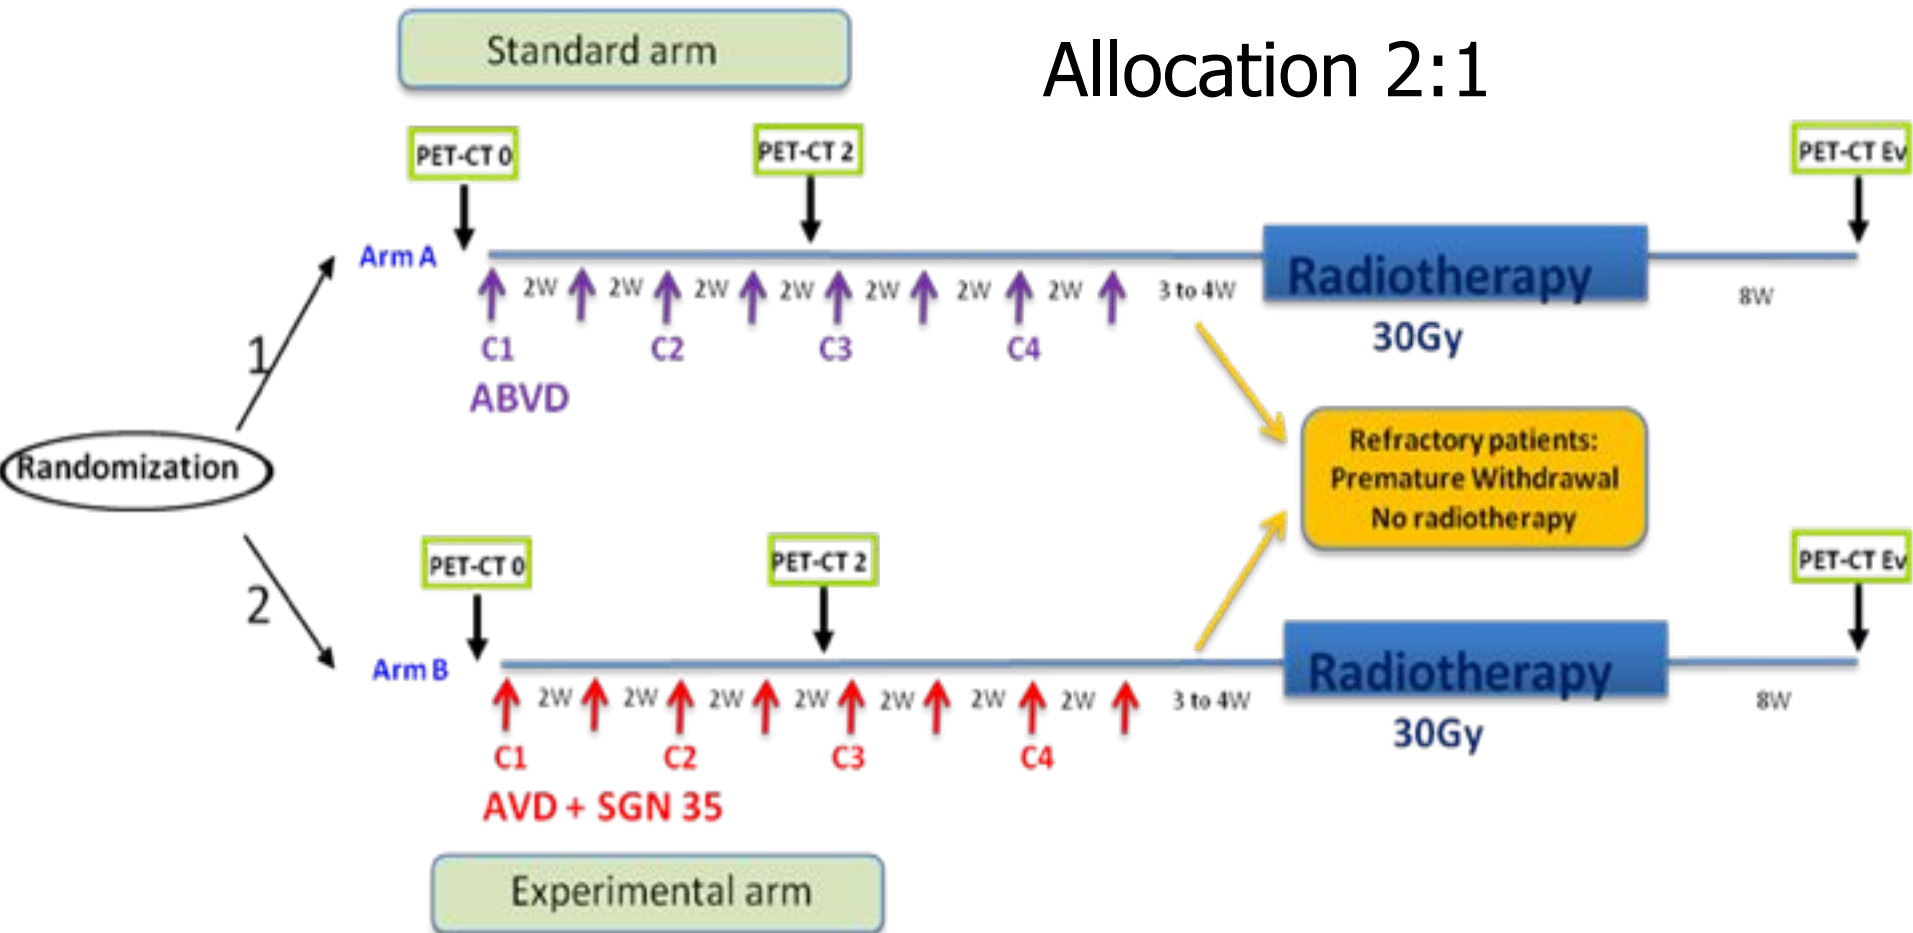 Standard arm
Allocation 2:1
PET-CT 0
PET-CT 2
PET-CT Ev
Arm A
2W 2W 2W 2W 2W 2W 2W 3 to 4W
Radiotherapy
8W
C1 C2 C3 C4
30Gy
ABVD
1
Randomization
2
Refractory patients:
Premature Withdrawal
No radiotherapy
PET-CT 0
PET-CT 2
PET-CT Ev
Arm B
2W 2W 2W 2W 2W 2W 2W 3 to 4W
Radiotherapy
8W
C1 C2 C3 C4
30Gy
AVD + SGN 35
Experimental arm